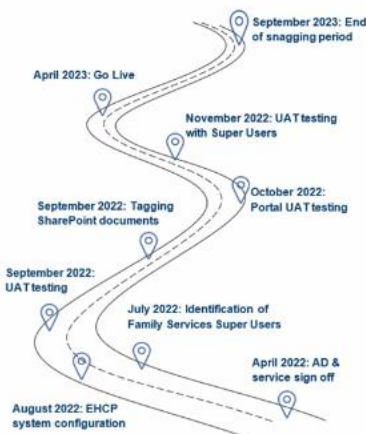 September 2023: End
of snagging period
April 2023: Go Live
November 2022: UAT testing
with Super Users
October 2022:
Portal UAT testing
September 2022: Tagging
SharePoint documents
September 2022:
UAT testing
July 2022: Identification of
Family Services Super Users
April 2022: AD &
service sign off
August 2022: EHCP
system configuration